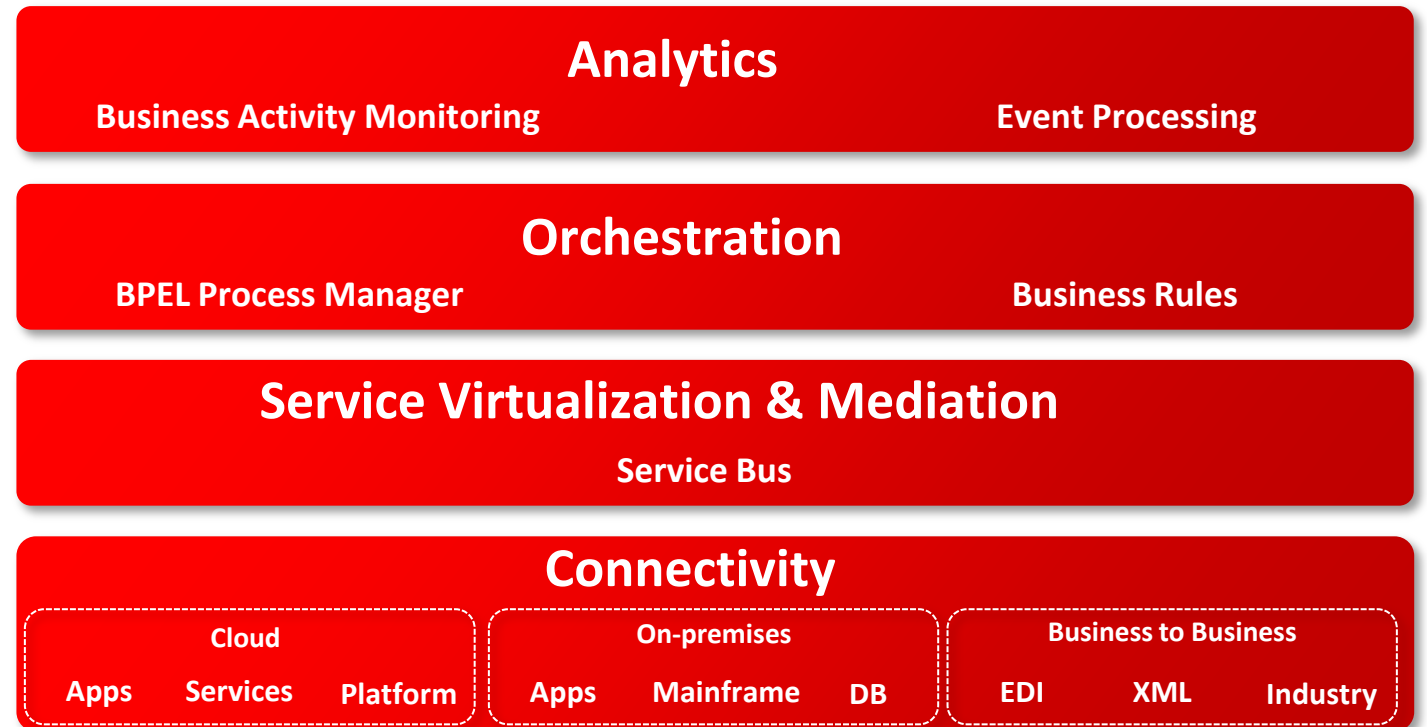 Analytics
Business Activity Monitoring Event Processing
Orchestration
BPEL Process Manager Business Rules
Service Virtualization & Mediation
Service Bus
Connectivity
Cloud On-premises Business to Business
Apps Services Platform Apps Mainframe DB EDI XML Industry